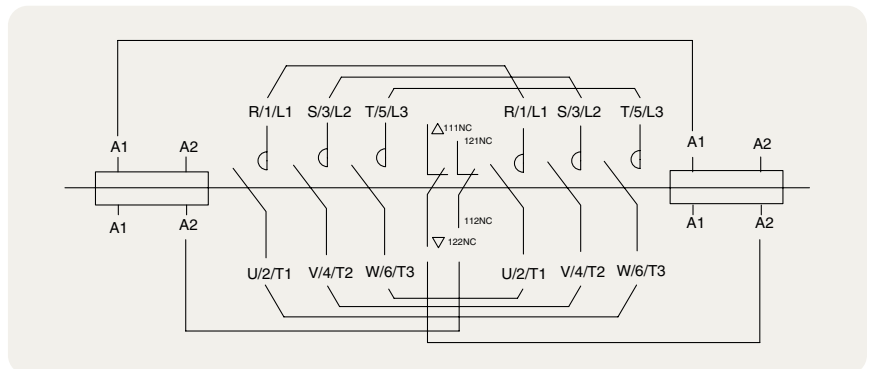 R/1/L1 S/3/L2 T/5/L3 R/1/L1 S/3/L2 T/5/L3
△111NC
121NC
A1 A2 A1 A2
A1 A2 A1 A2
112NC
▽ 122NC
U/2/T1 V/4/T2 W/6/T3 U/2/T1 V/4/T2 W/6/T3